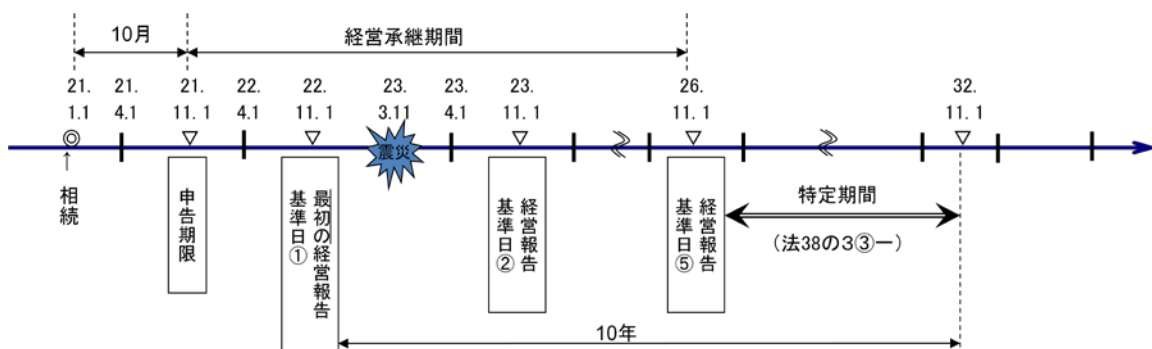 10月
経営承継期間
21.
1.1
21.
4.1
21.
11.1
22.
4.1
22.
11.1
23.
3.11
23.
4.1
23.
11.1
26.
11.1
32.
11.1
震災
↑相続
申告期限
最初の経営報告
基準日①
経営報告
基準日②
経営報告
基準日⑤
特定期間
(法38の3③一)
10年